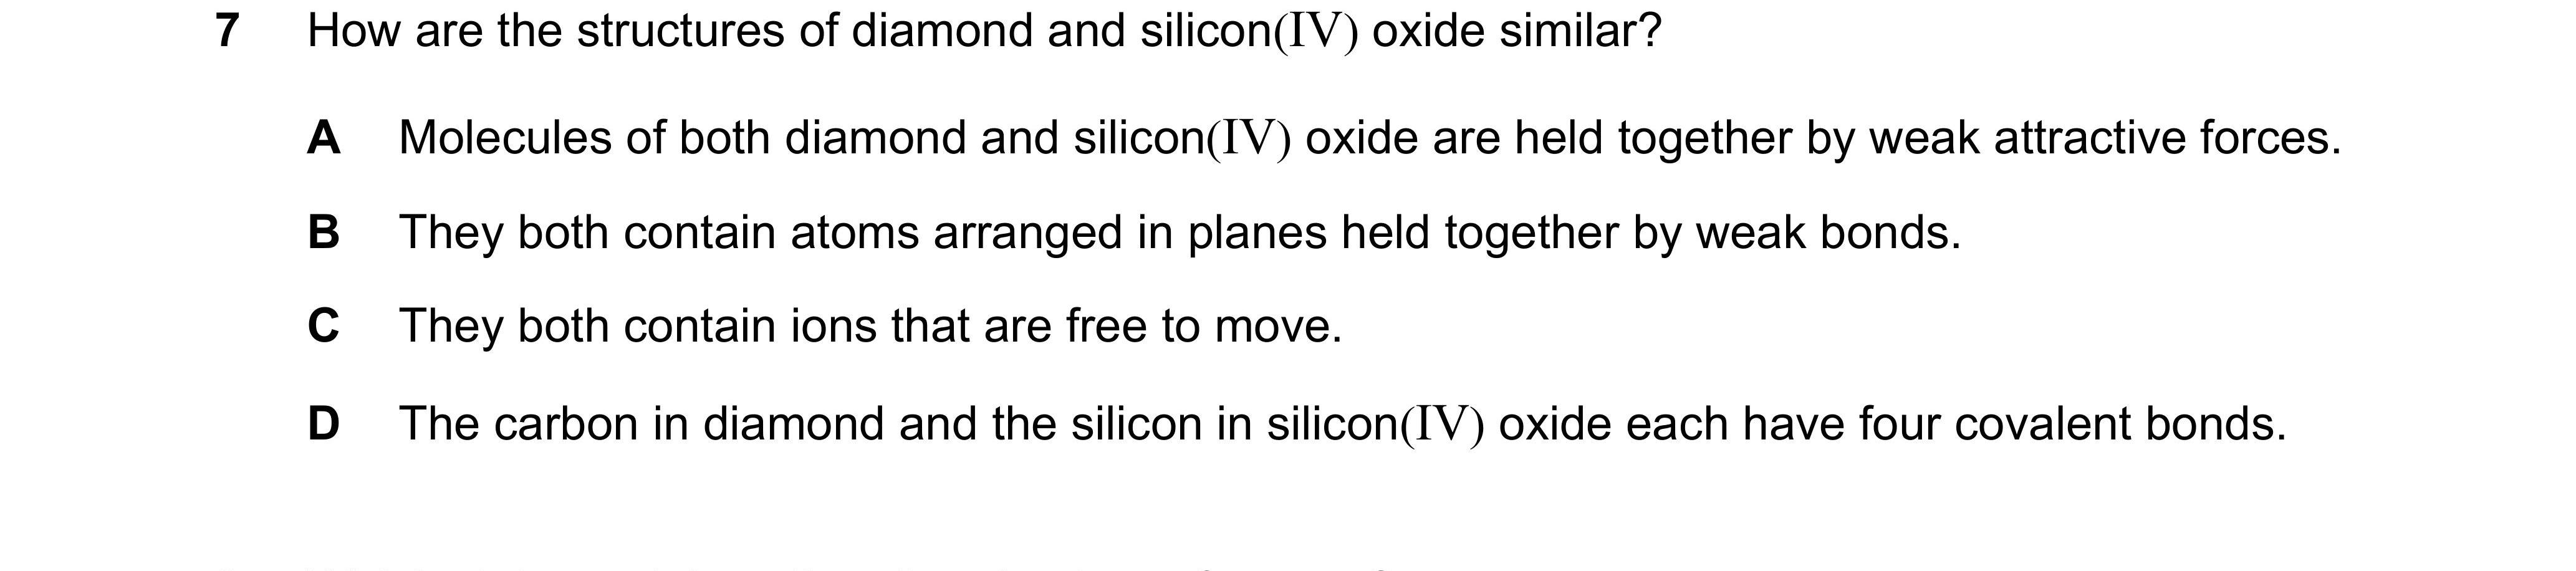 7 How are the structures of diamond and silicon(IV) oxide similar?
A Molecules of both diamond and silicon(IV) oxide are held together by weak attractive forces.
B They both contain atoms arranged in planes held together by weak bonds.
C They both contain ions that are free to move.
D The carbon in diamond and the silicon in silicon(IV) oxide each have four covalent bonds.